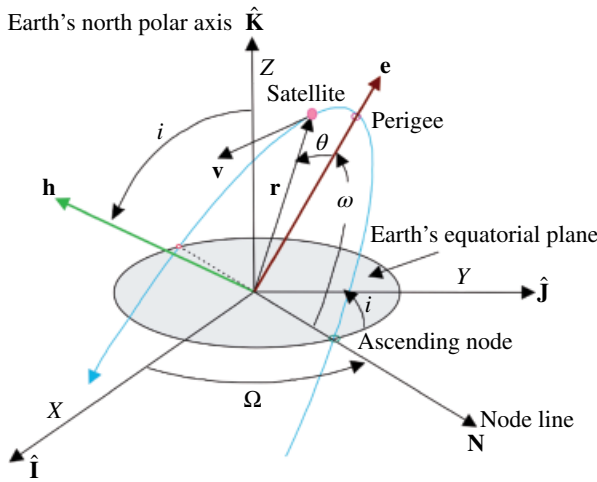 Earth's north polar axis K̂
Z
e
Satellite
Perigee
i
θ
v
r
ω
h
Earth's equatorial plane
Y
Ĵ
i
Ascending node
Ω
X
Node line
N
Î